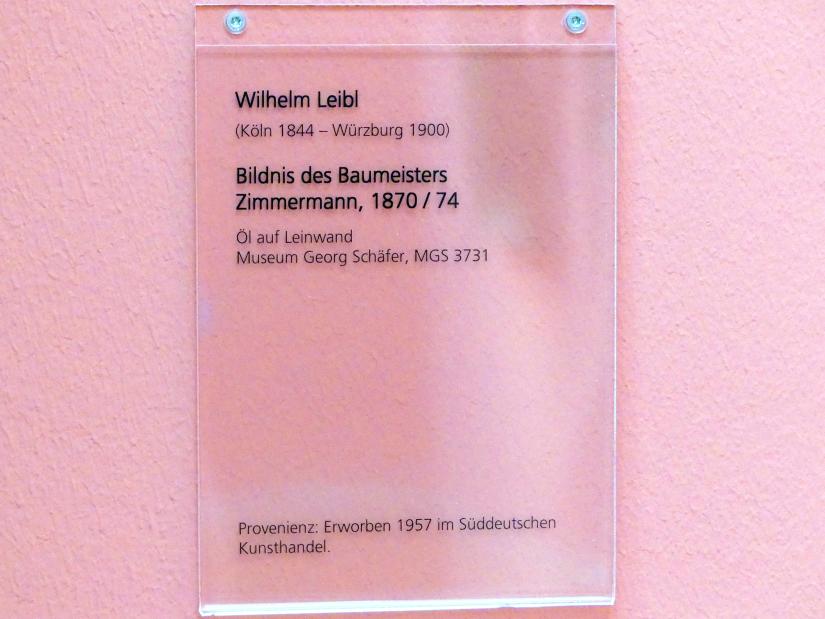 Wilhelm Leibl
(Köln 1844 – Würzburg 1900)
Bildnis des Baumeisters
Zimmermann, 1870 / 74
Öl auf Leinwand
Museum Georg Schäfer, MGS 3731
Provenienz: Erworben 1957 im Süddeutschen
Kunsthandel.